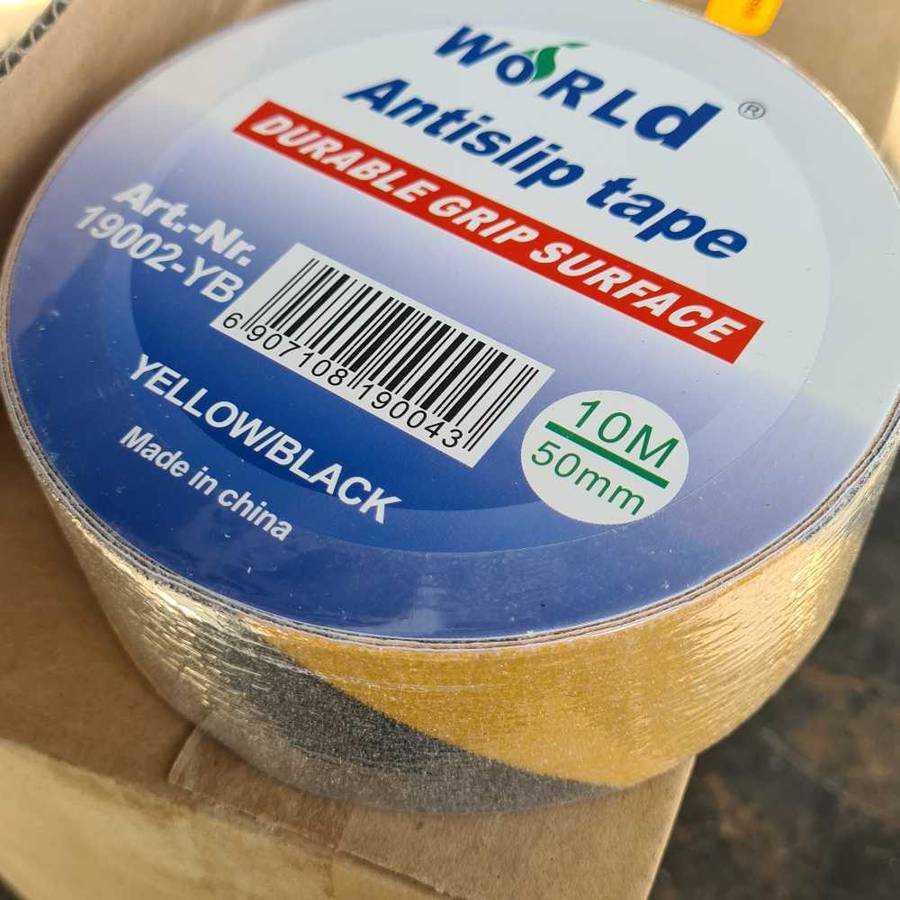 WORLd ®
Antislip tape
DURABLE GRIP SURFACE
Art.-Nr.
19002-YB
6 907108 190043
10M
50mm
YELLOW/BLACK
Made in china